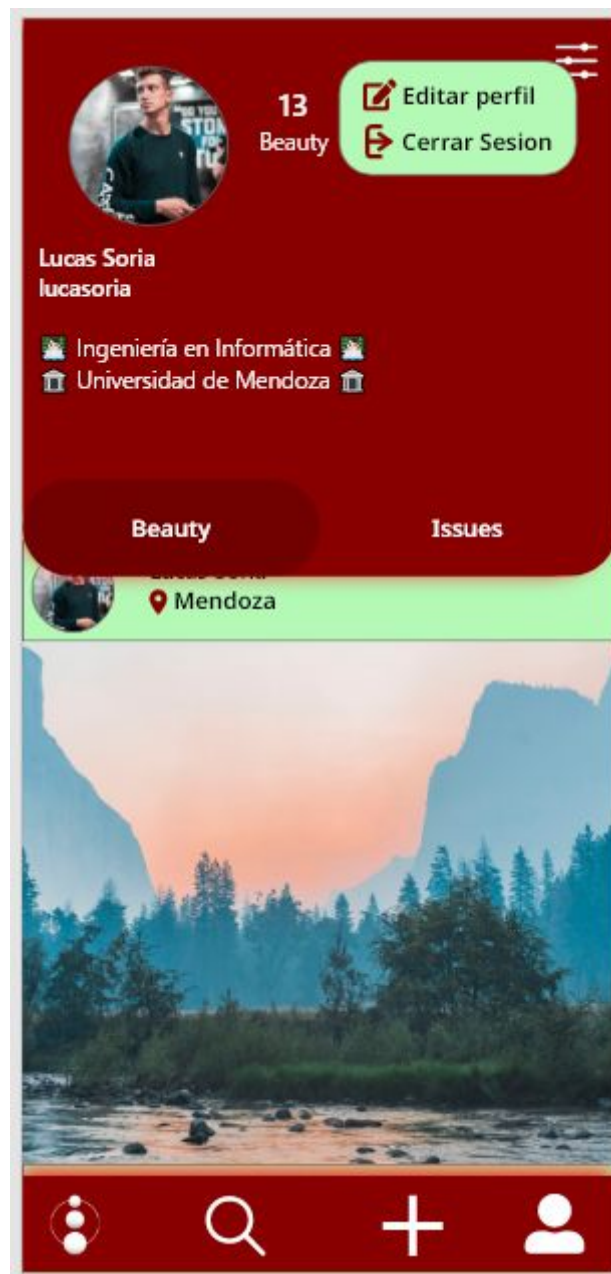 13
Beauty
Editar perfil
Cerrar Sesion
Lucas Soria
lucasoria
Ingeniería en Informática
Universidad de Mendoza
Beauty
Issues
Mendoza